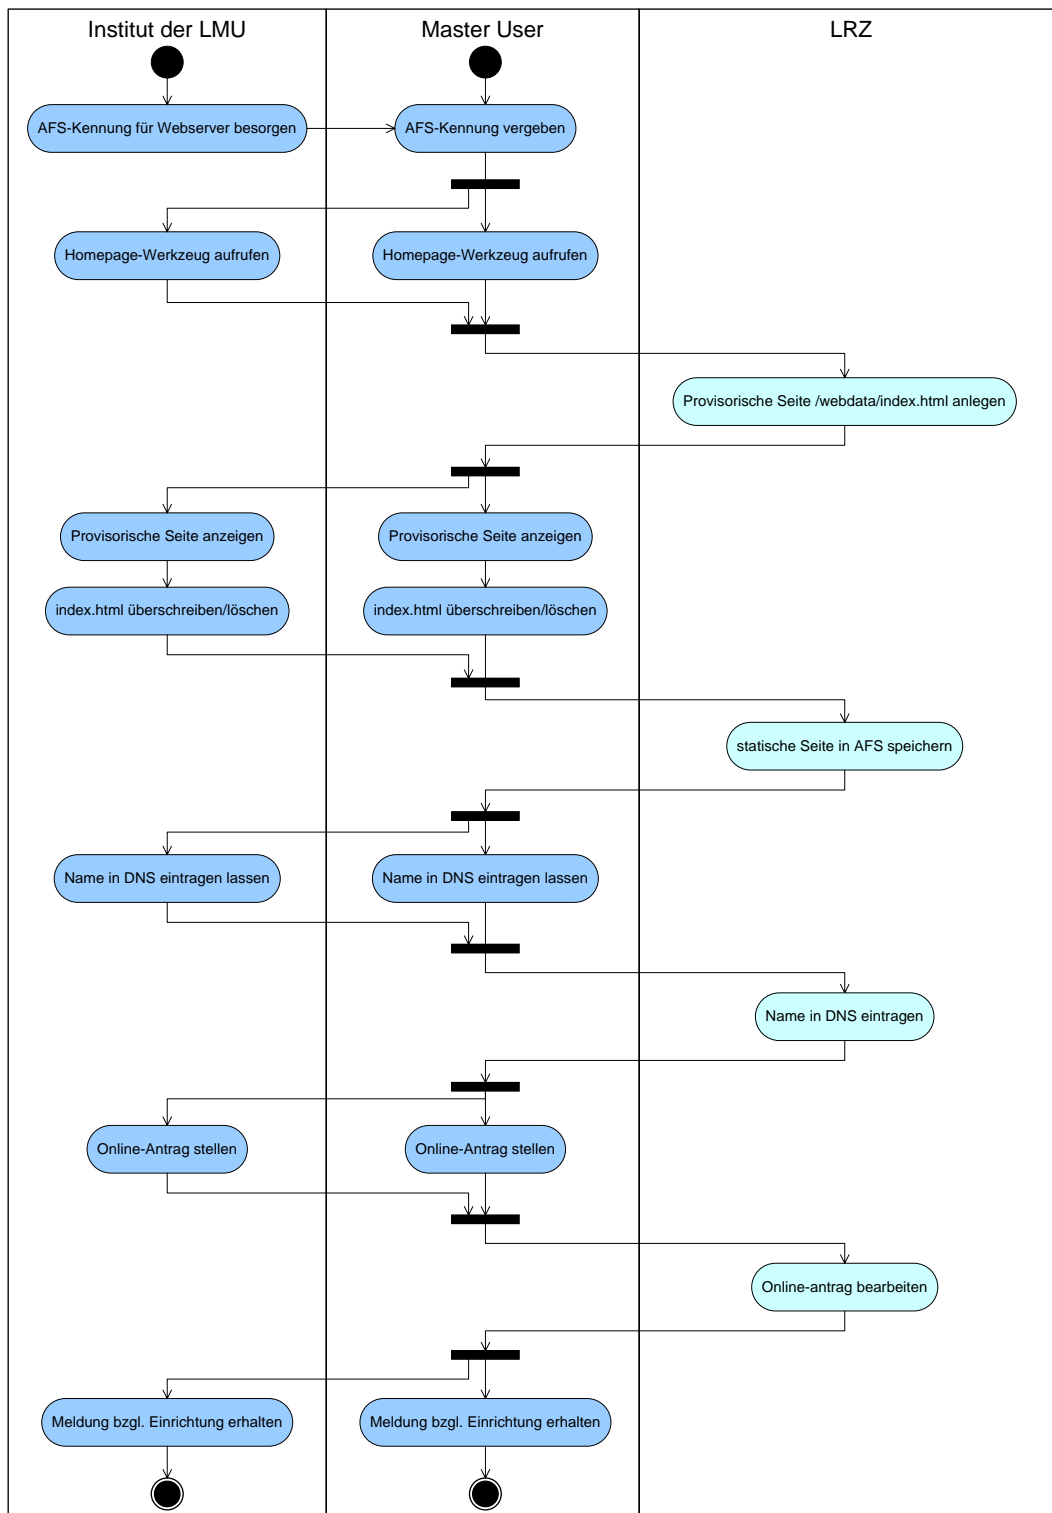 Institut der LMU
Master User
LRZ
AFS-Kennung für Webserver besorgen
AFS-Kennung vergeben
Homepage-Werkzeug aufrufen
Homepage-Werkzeug aufrufen
Provisorische Seite /webdata/index.html anlegen
Provisorische Seite anzeigen
Provisorische Seite anzeigen
index.html überschreiben/löschen
index.html überschreiben/löschen
statische Seite in AFS speichern
Name in DNS eintragen lassen
Name in DNS eintragen lassen
Name in DNS eintragen
Online-Antrag stellen
Online-Antrag stellen
Online-antrag bearbeiten
Meldung bzgl. Einrichtung erhalten
Meldung bzgl. Einrichtung erhalten